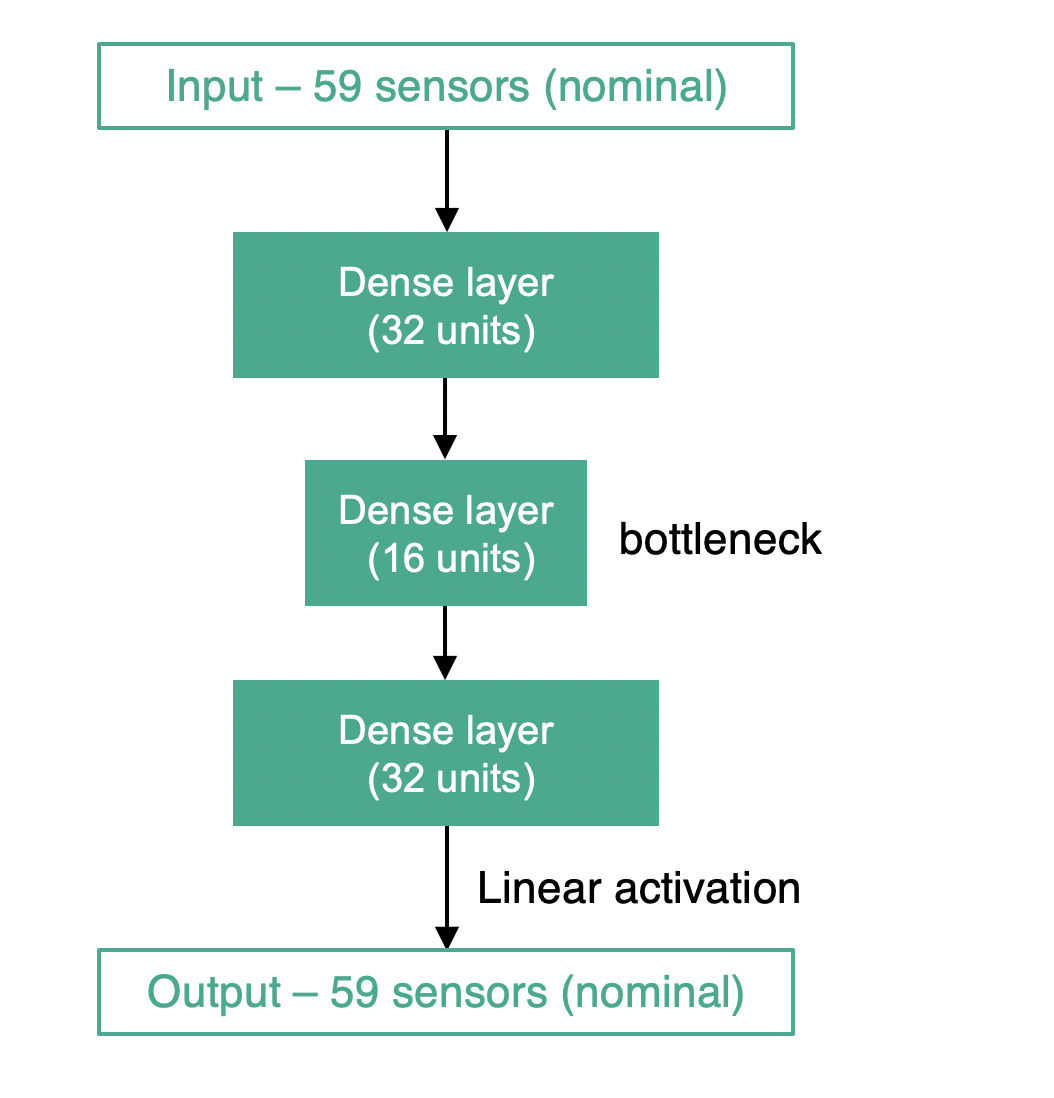 Input – 59 sensors (nominal)
Dense layer
(32 units)
Dense layer
(16 units)
bottleneck
Dense layer
(32 units)
Linear activation
Output – 59 sensors (nominal)